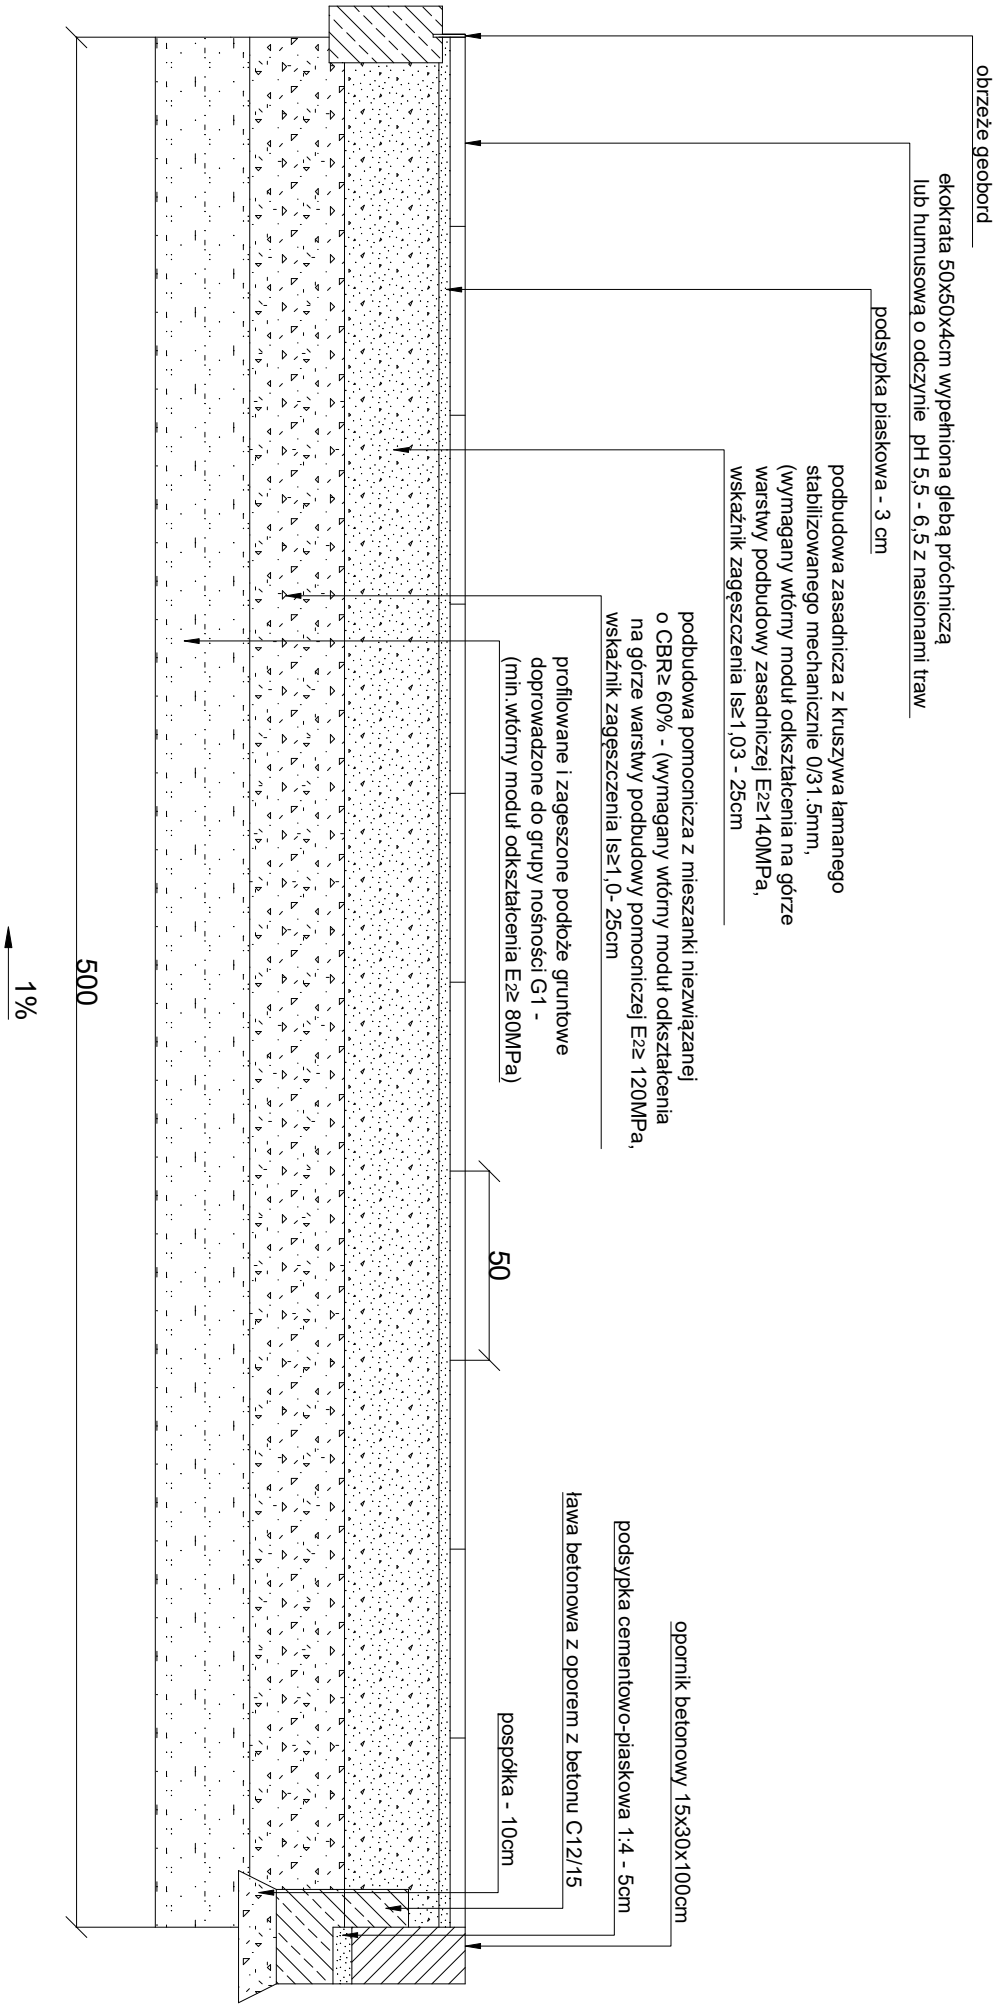 obrzeże geobord
ekokrata 50x50x4cm wypełniona glebą próchniczą
lub humusową o odczynie pH 5,5 - 6,5 z nasionami traw
podsypka piaskowa - 3 cm
podbudowa zasadnicza z kruszywa łamanego
stabilizowanego mechanicznie 0/31.5mm,
(wymagany wtórny moduł odkształcenia na górze
warstwy podbudowy zasadniczej E2≥140MPa,
wskaźnik zagęszczenia Is≥1,03 - 25cm
podbudowa pomocnicza z mieszanki niezwiązanej
o CBR≥ 60% - (wymagany wtórny moduł odkształcenia
na górze warstwy podbudowy pomocniczej E2≥ 120MPa,
wskaźnik zagęszczenia Is≥1,0- 25cm
profilowane i zageszone podłoże gruntowe
doprowadzone do grupy nośności G1 -
(min.wtórny moduł odkształcenia E2≥ 80MPa)
50
opornik betonowy 15x30x100cm
podsypka cementowo-piaskowa 1:4 - 5cm
ława betonowa z oporem z betonu C12/15
pospółka - 10cm
500
1%